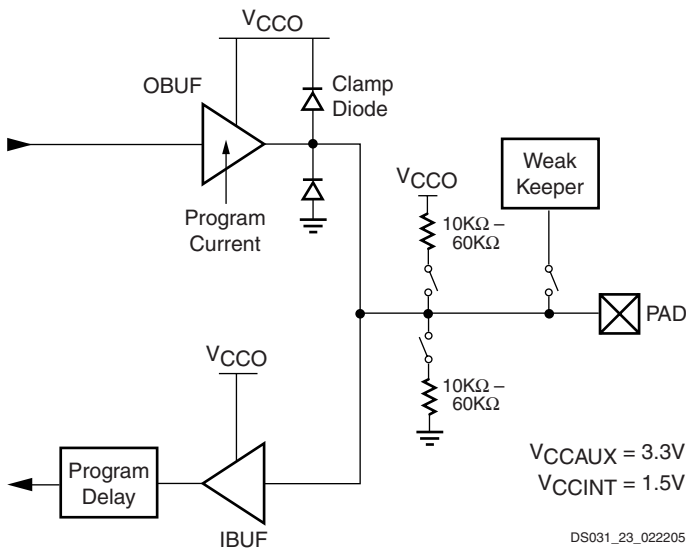 VCCO
OBUF
Clamp
Diode
Program
Current
VCCO
10KΩ –
60KΩ
Weak
Keeper
PAD
10KΩ –
60KΩ
VCCO
Program
Delay
IBUF
VCCAUX = 3.3V
VCCINT = 1.5V
DS031_23_022205